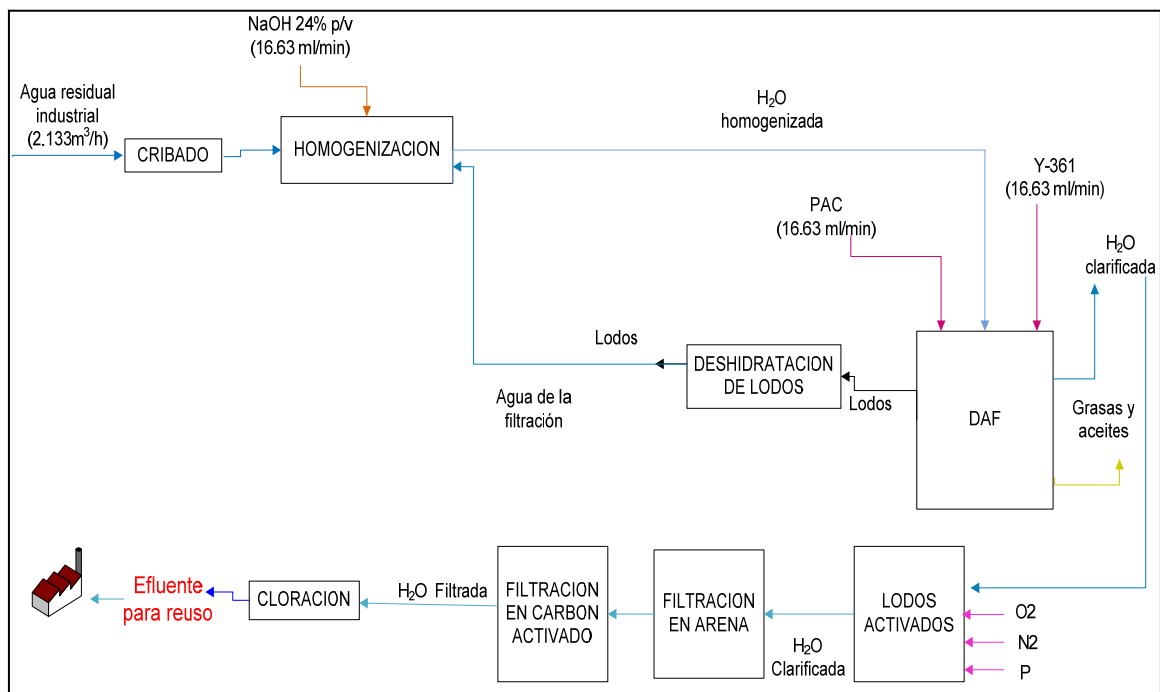 NaOH 24% p/v
(16.63 ml/min)
Agua residual
industrial
(2.133m³/h)
CRIBADO
HOMOGENIZACION
H₂O
homogenizada
Y-361
(16.63 ml/min)
PAC
(16.63 ml/min)
H₂O
clarificada
Lodos
DESHIDRATACION
DE LODOS
Lodos
Agua de la
filtración
DAF
Grasas y
aceites
Efluente
para reuso
CLORACION
H₂O Filtrada
FILTRACION
EN CARBON
ACTIVADO
FILTRACION
EN ARENA
H₂O
Clarificada
LODOS
ACTIVADOS
O2
N2
P